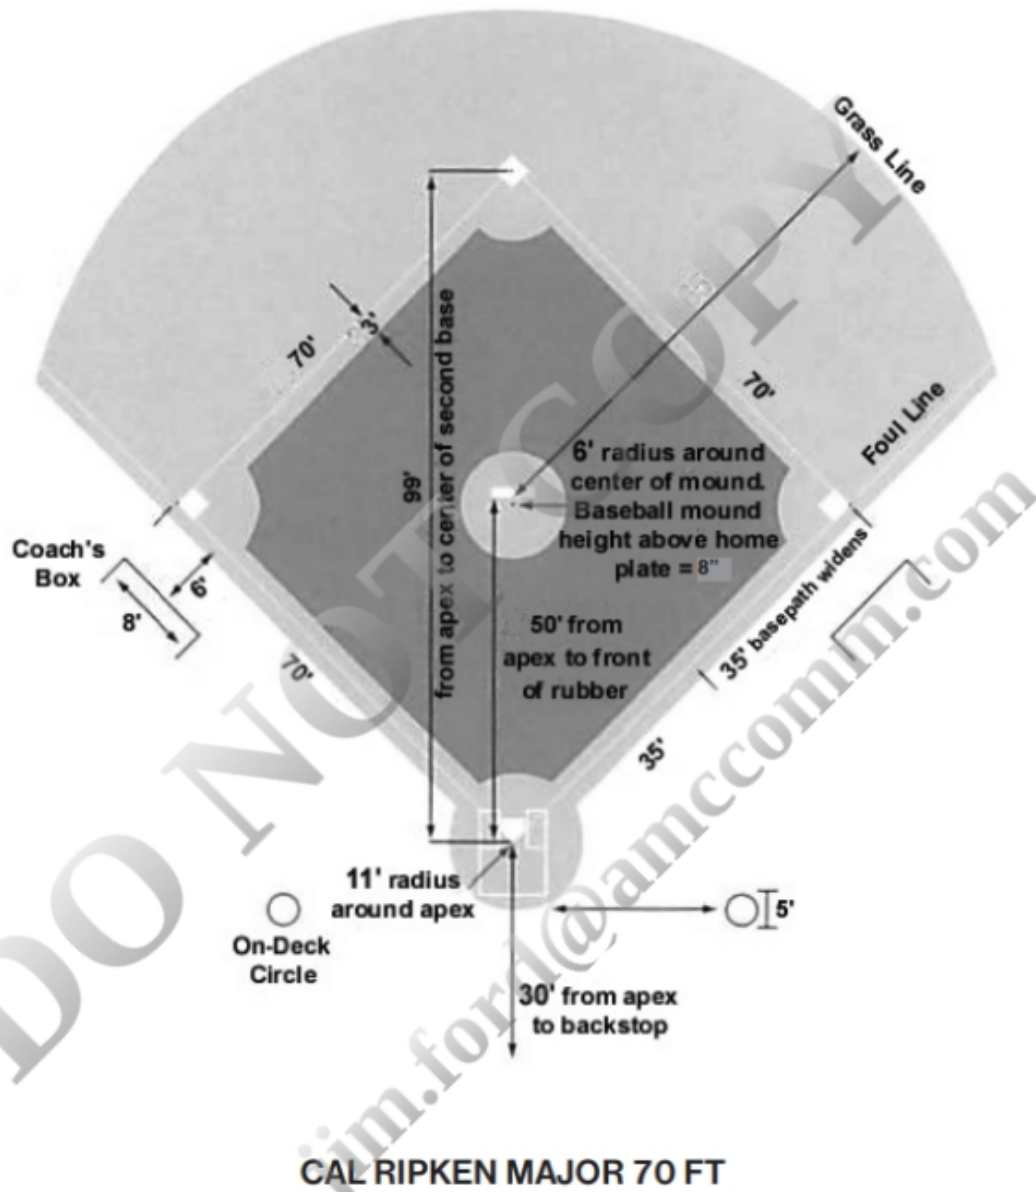 Grass Line
3'
70'
70'
99'
from apex to center of second base
Foul Line
6' radius around
center of mound.
Baseball mound
height above home
plate = 8"
Coach's
Box
6'
8'
35' basepath widens
50' from
apex to front
of rubber
70'
35'
11' radius
around apex
On-Deck
Circle
5'
30' from apex
to backstop
DO NOT COPY
jim.ford@amccomm.com
CAL RIPKEN MAJOR 70 FT